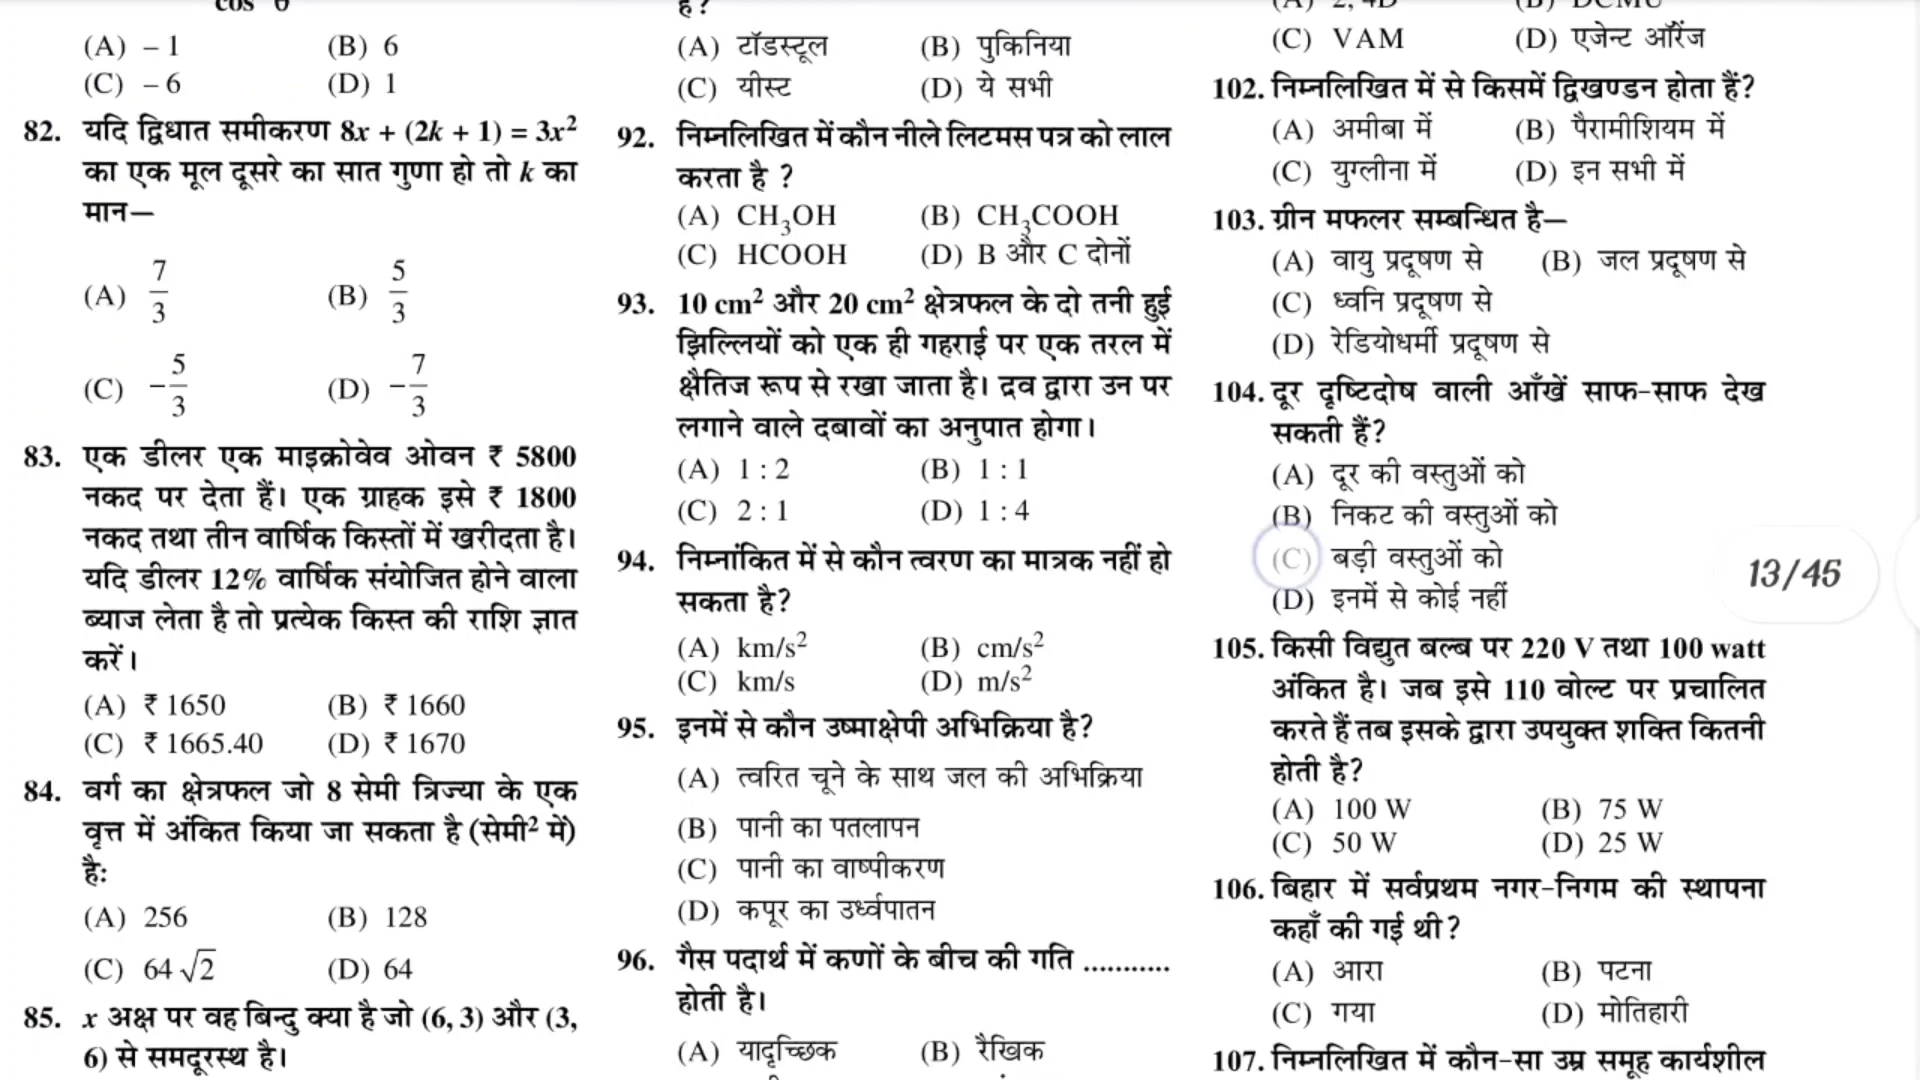 (A) – 1 (B) 6
(C) – 6 (D) 1
82. यदि द्विधात समीकरण 8x + (2k + 1) = 3x²
का एक मूल दूसरे का सात गुणा हो तो k का
मान—
(A) 7/3 (B) 5/3
(C) -5/3 (D) -7/3
83. एक डीलर एक माइक्रोवेव ओवन ₹ 5800
नकद पर देता हैं। एक ग्राहक इसे ₹ 1800
नकद तथा तीन वार्षिक किस्तों में खरीदता है।
यदि डीलर 12% वार्षिक संयोजित होने वाला
ब्याज लेता है तो प्रत्येक किस्त की राशि ज्ञात
करें।
(A) ₹ 1650 (B) ₹ 1660
(C) ₹ 1665.40 (D) ₹ 1670
84. वर्ग का क्षेत्रफल जो 8 सेमी त्रिज्या के एक
वृत्त में अंकित किया जा सकता है (सेमी² में)
हैः
(A) 256 (B) 128
(C) 64 √2 (D) 64
85. x अक्ष पर वह बिन्दु क्या है जो (6, 3) और (3,
6) से समदूरस्थ है।
है ?
(A) टॉडस्टूल (B) पुकिनिया
(C) यीस्ट (D) ये सभी
92. निम्नलिखित में कौन नीले लिटमस पत्र को लाल
करता है ?
(A) CH₃OH (B) CH₃COOH
(C) HCOOH (D) B और C दोनों
93. 10 cm² और 20 cm² क्षेत्रफल के दो तनी हुई
झिल्लियों को एक ही गहराई पर एक तरल में
क्षैतिज रूप से रखा जाता है। द्रव द्वारा उन पर
लगाने वाले दबावों का अनुपात होगा।
(A) 1 : 2 (B) 1 : 1
(C) 2 : 1 (D) 1 : 4
94. निम्नांकित में से कौन त्वरण का मात्रक नहीं हो
सकता है?
(A) km/s² (B) cm/s²
(C) km/s (D) m/s²
95. इनमें से कौन उष्माक्षेपी अभिक्रिया है?
(A) त्वरित चूने के साथ जल की अभिक्रिया
(B) पानी का पतलापन
(C) पानी का वाष्पीकरण
(D) कपूर का उर्ध्वपातन
96. गैस पदार्थ में कणों के बीच की गति ...........
होती है।
(A) यादृच्छिक (B) रैखिक
(C) VAM (D) एजेन्ट ऑरेंज
102. निम्नलिखित में से किसमें द्विखण्डन होता हैं?
(A) अमीबा में (B) पैरामीशियम में
(C) युग्लीना में (D) इन सभी में
103. ग्रीन मफलर सम्बन्धित है—
(A) वायु प्रदूषण से (B) जल प्रदूषण से
(C) ध्वनि प्रदूषण से
(D) रेडियोधर्मी प्रदूषण से
104. दूर दृष्टिदोष वाली आँखें साफ-साफ देख
सकती हैं?
(A) दूर की वस्तुओं को
(B) निकट की वस्तुओं को
(C) बड़ी वस्तुओं को
(D) इनमें से कोई नहीं
105. किसी विद्युत बल्ब पर 220 V तथा 100 watt
अंकित है। जब इसे 110 वोल्ट पर प्रचालित
करते हैं तब इसके द्वारा उपयुक्त शक्ति कितनी
होती है?
(A) 100 W (B) 75 W
(C) 50 W (D) 25 W
106. बिहार में सर्वप्रथम नगर-निगम की स्थापना
कहाँ की गई थी ?
(A) आरा (B) पटना
(C) गया (D) मोतिहारी
107. निम्नलिखित में कौन-सा उम्र समूह कार्यशील
13/45